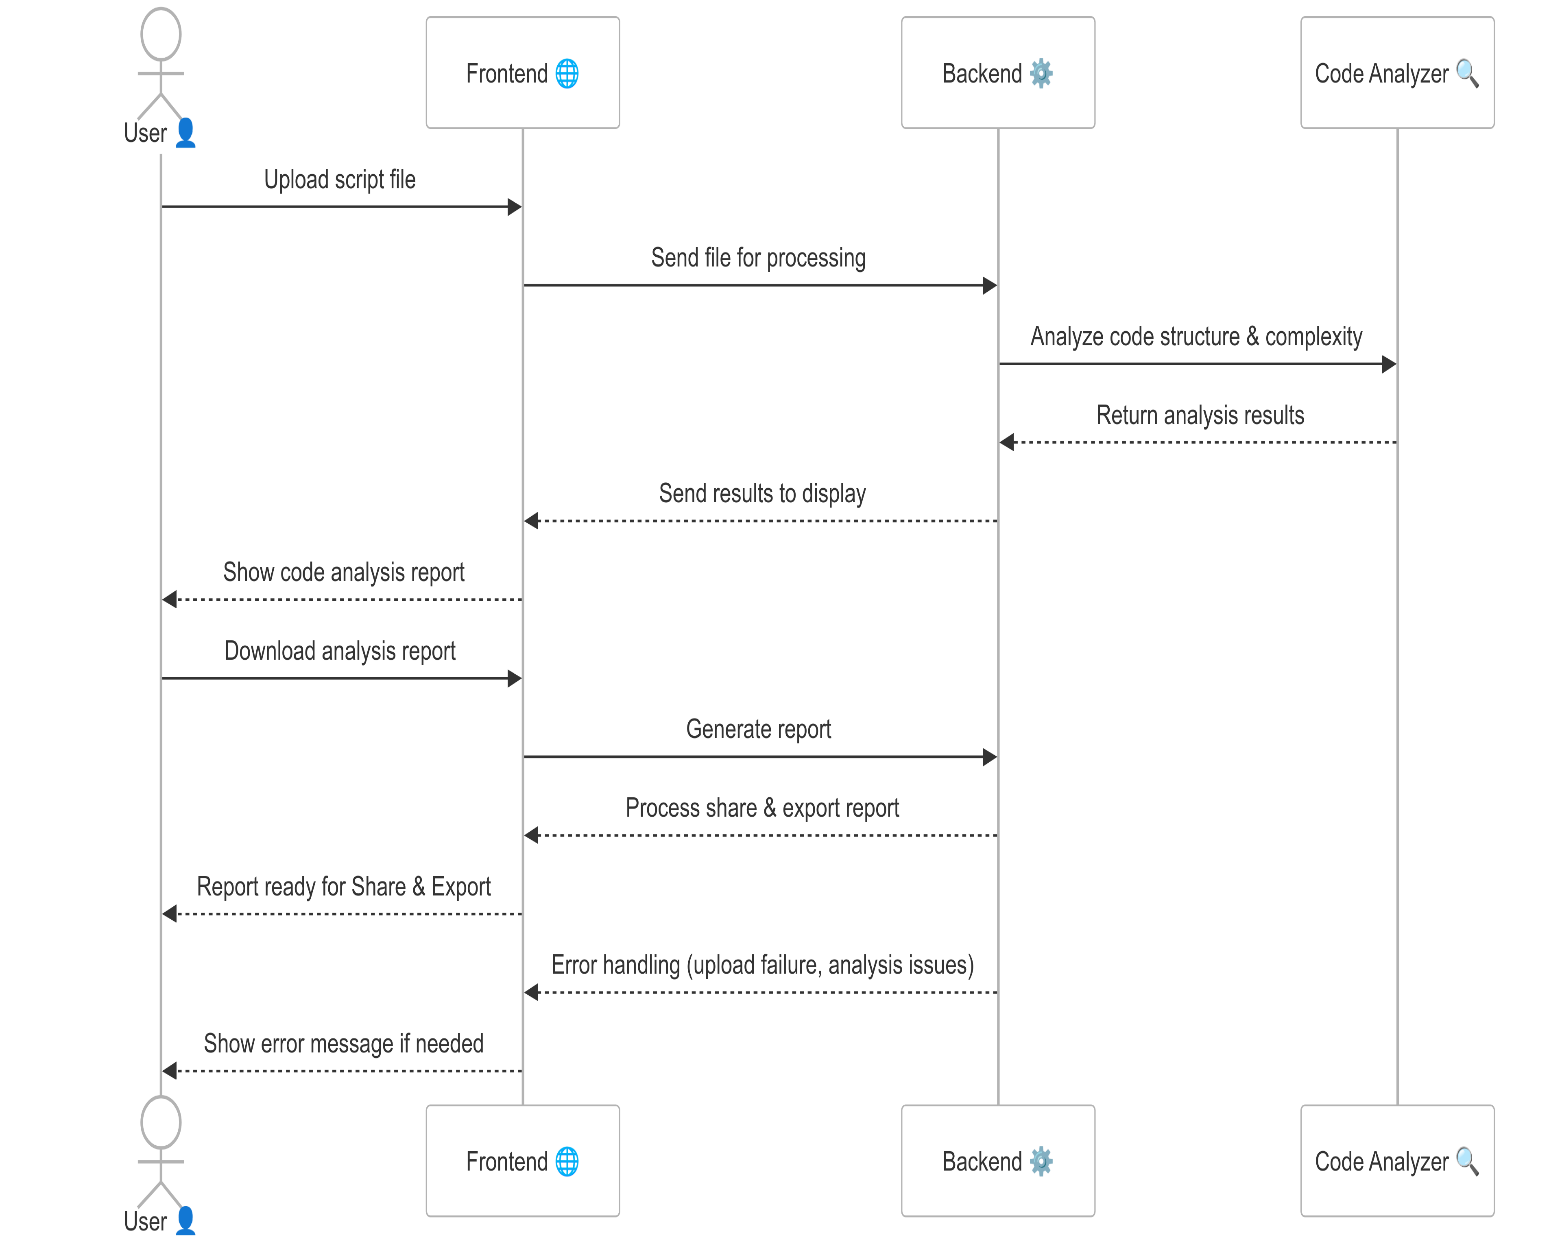 User 👤
Frontend 🌐
Backend ⚙️
Code Analyzer 🔍
Upload script file
Send file for processing
Analyze code structure & complexity
Return analysis results
Send results to display
Show code analysis report
Download analysis report
Generate report
Process share & export report
Report ready for Share & Export
Error handling (upload failure, analysis issues)
Show error message if needed
User 👤
Frontend 🌐
Backend ⚙️
Code Analyzer 🔍